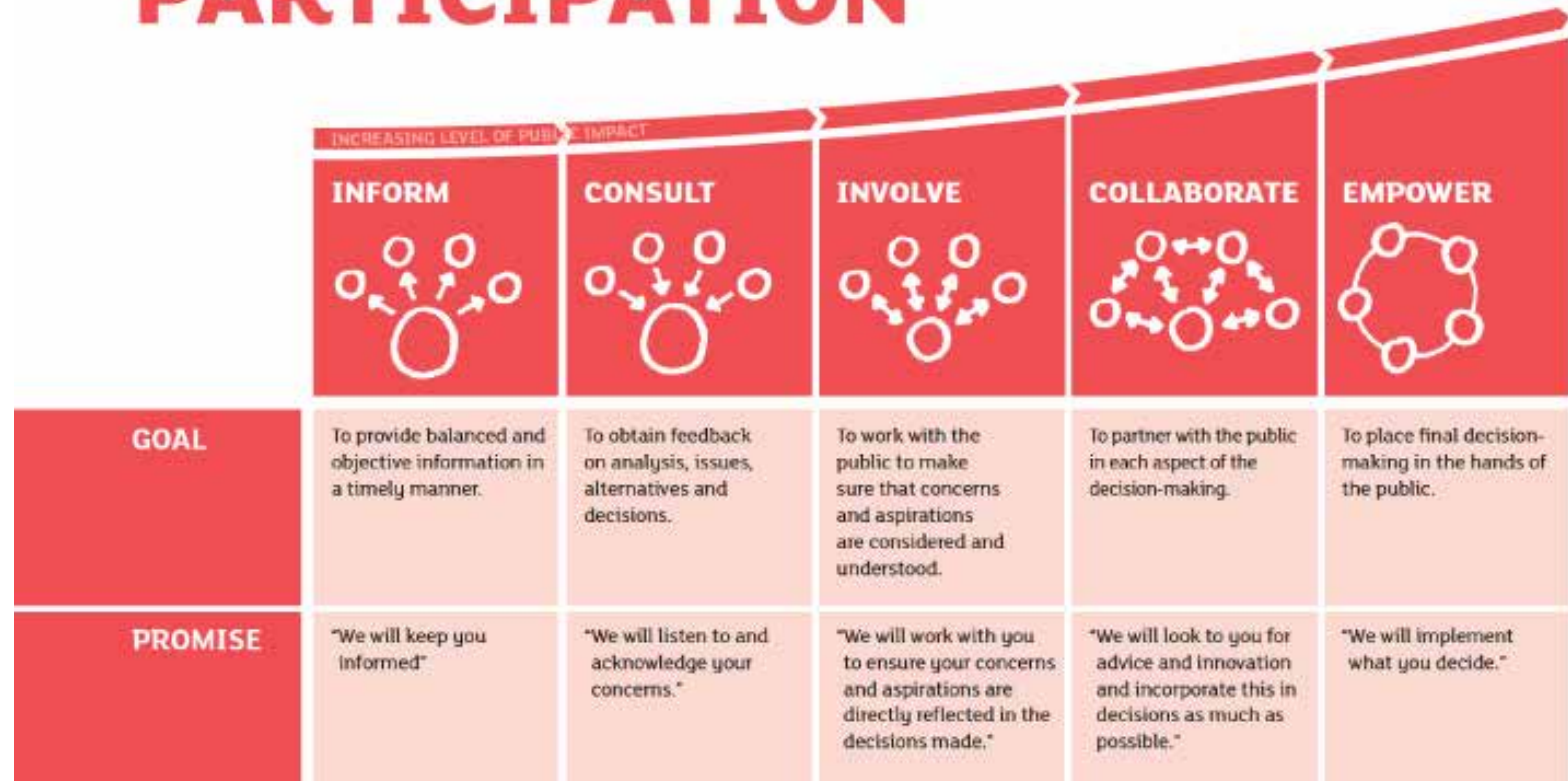 PARTICIPATION
INCREASING LEVEL OF PUBLIC IMPACT
INFORM
CONSULT
INVOLVE
COLLABORATE
EMPOWER
GOAL
To provide balanced and
objective information in
a timely manner.
To obtain feedback
on analysis, issues,
alternatives and
decisions.
To work with the
public to make
sure that concerns
and aspirations
are considered and
understood.
To partner with the public
in each aspect of the
decision-making.
To place final decision-
making in the hands of
the public.
PROMISE
"We will keep you
informed"
"We will listen to and
acknowledge your
concerns."
"We will work with you
to ensure your concerns
and aspirations are
directly reflected in the
decisions made."
"We will look to you for
advice and innovation
and incorporate this in
decisions as much as
possible."
"We will implement
what you decide."